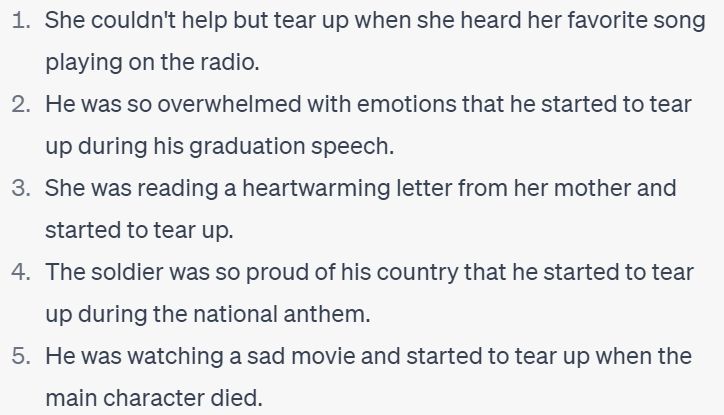 1. She couldn't help but tear up when she heard her favorite song
playing on the radio.
2. He was so overwhelmed with emotions that he started to tear
up during his graduation speech.
3. She was reading a heartwarming letter from her mother and
started to tear up.
4. The soldier was so proud of his country that he started to tear
up during the national anthem.
5. He was watching a sad movie and started to tear up when the
main character died.